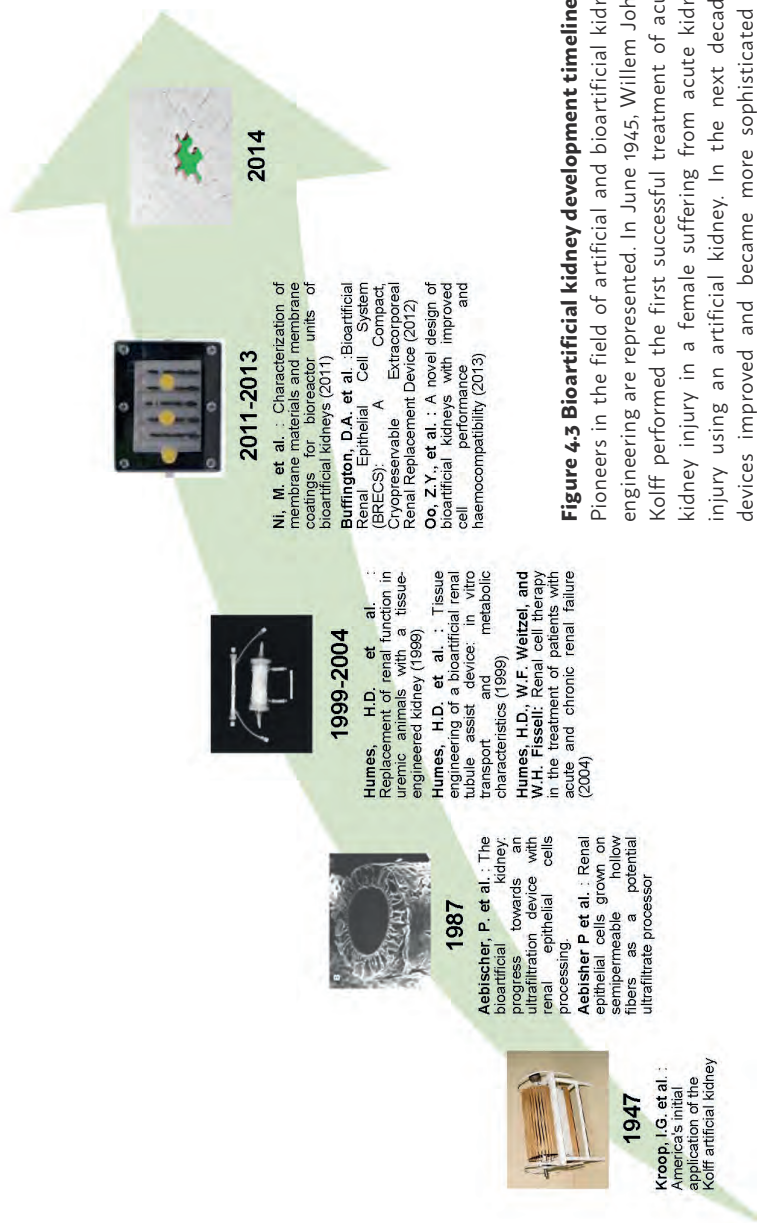 1947
Kroop, I.G. et al. :
America's initial
application of the
Kolff artificial kidney
1987
Aebischer, P. et al. : The
bioartificial kidney:
progress towards an
ultrafiltration device with
renal epithelial cells
processing.
Aebisher P et al. : Renal
epithelial cells grown on
semipermeable hollow
fibers as a potential
ultrafiltrate processor
1999-2004
Humes, H.D. et al. :
Replacement of renal function in
uremic animals with a tissue-
engineered kidney (1999)
Humes, H.D. et al. : Tissue
engineering of a bioartificial renal
tubule assist device: in vitro
transport and metabolic
characteristics (1999)
Humes, H.D., W.F. Weitzel, and
W.H. Fissell: Renal cell therapy
in the treatment of patients with
acute and chronic renal failure
(2004)
2011-2013
Ni, M. et al. : Characterization of
membrane materials and membrane
coatings for bioreactor units of
bioartificial kidneys (2011)
Buffington, D.A. et al. :Bioartificial
Renal Epithelial Cell System
(BRECS): A Compact,
Cryopreservable Extracorporeal
Renal Replacement Device (2012)
Oo, Z.Y., et al. : A novel design of
bioartificial kidneys with improved
cell performance and
haemocompatibility (2013)
2014
Figure 4.3 Bioartificial kidney development timeline
Pioneers in the field of artificial and bioartificial
engineering are represented. In June 1945, Willem
Kolff performed the first successful treatment of
kidney injury in a female suffering from acute
injury using an artificial kidney. In the next
devices improved and became more sophisticated